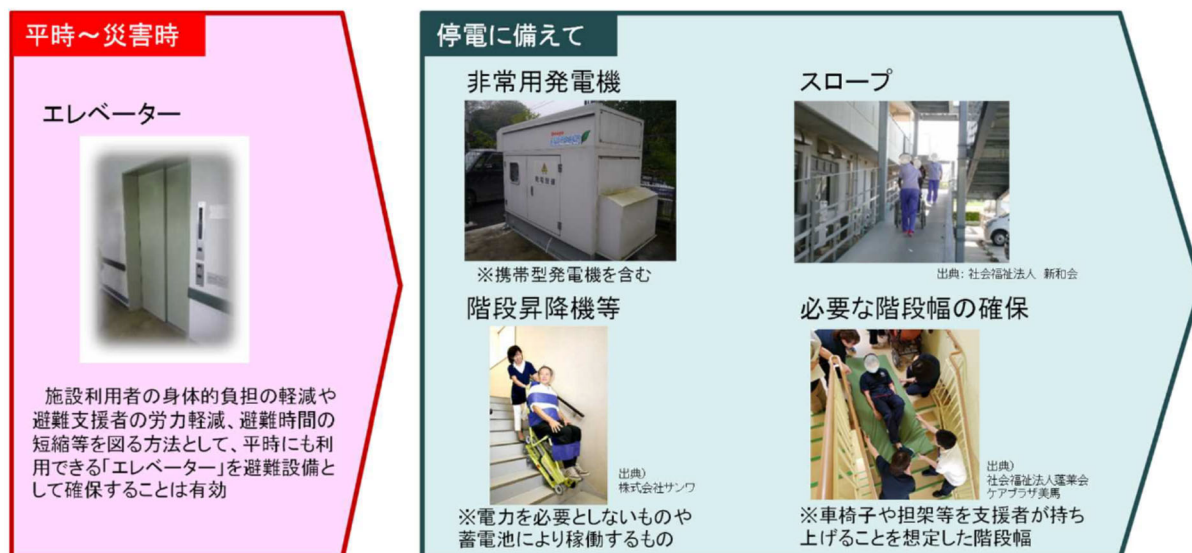 平時～災害時
エレベーター
施設利用者の身体的負担の軽減や
避難支援者の労力軽減、避難時間の
短縮等を図る方法として、平時にも利
用できる「エレベーター」を避難設備と
して確保することは有効
停電に備えて
非常用発電機
※携帯型発電機を含む
スロープ
出典：社会福祉法人 新和会
階段昇降機等
出典）
株式会社サンワ
※電力を必要としないものや
蓄電池により稼働するもの
必要な階段幅の確保
出典）
社会福祉法人蓬莱会
ケアプラザ美馬
※車椅子や担架等を支援者が持ち
上げることを想定した階段幅